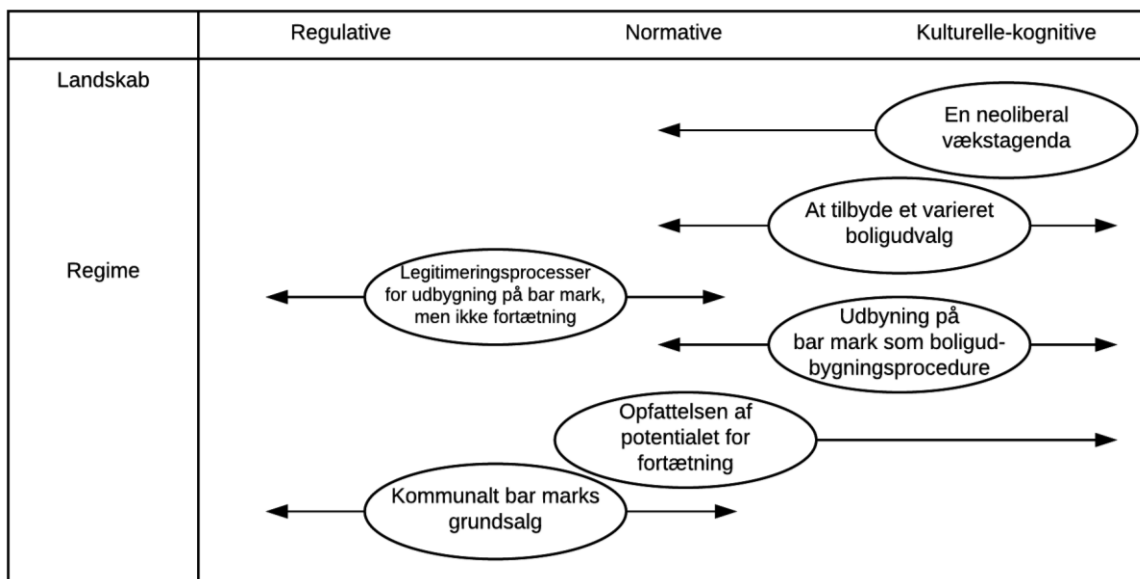 Regulative
Normative
Kulturelle-kognitive
Landskab
En neoliberal
vækstagenda
At tilbyde et varieret
boligudvalg
Regime
Legitimeringsprocesser
for udbygning på bar mark,
men ikke fortætning
Udbyning på
bar mark som boligud-
bygningsprocedure
Opfattelsen af
potentialet for
fortætning
Kommunalt bar marks
grundsalg